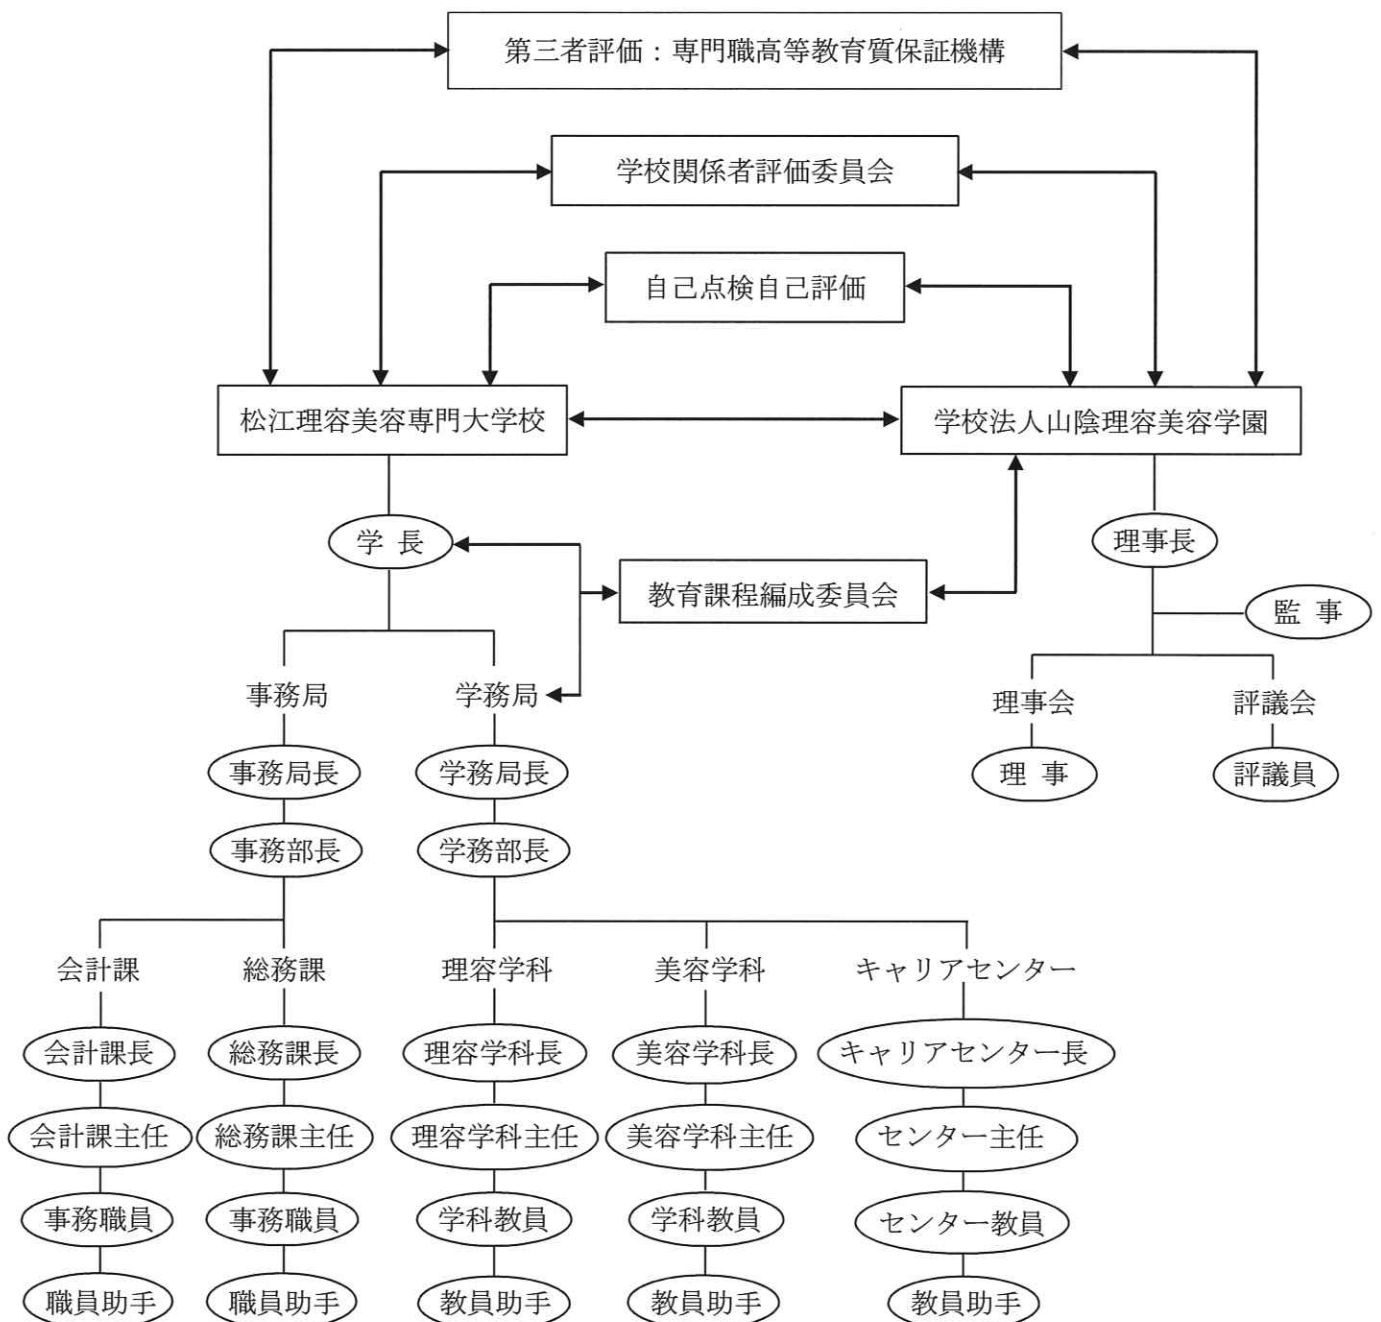 第三者評価：専門職高等教育質保証機構
学校関係者評価委員会
自己点検自己評価
松江理容美容専門大学校
学校法人山陰理容美容学園
学 長
理事長
教育課程編成委員会
監 事
事務局
学務局
理事会
評議会
事務局長
学務局長
理 事
評議員
事務部長
学務部長
会計課
総務課
理容学科
美容学科
キャリアセンター
会計課長
総務課長
理容学科長
美容学科長
キャリアセンター長
会計課主任
総務課主任
理容学科主任
美容学科主任
センター主任
事務職員
事務職員
学科教員
学科教員
センター教員
職員助手
職員助手
教員助手
教員助手
教員助手